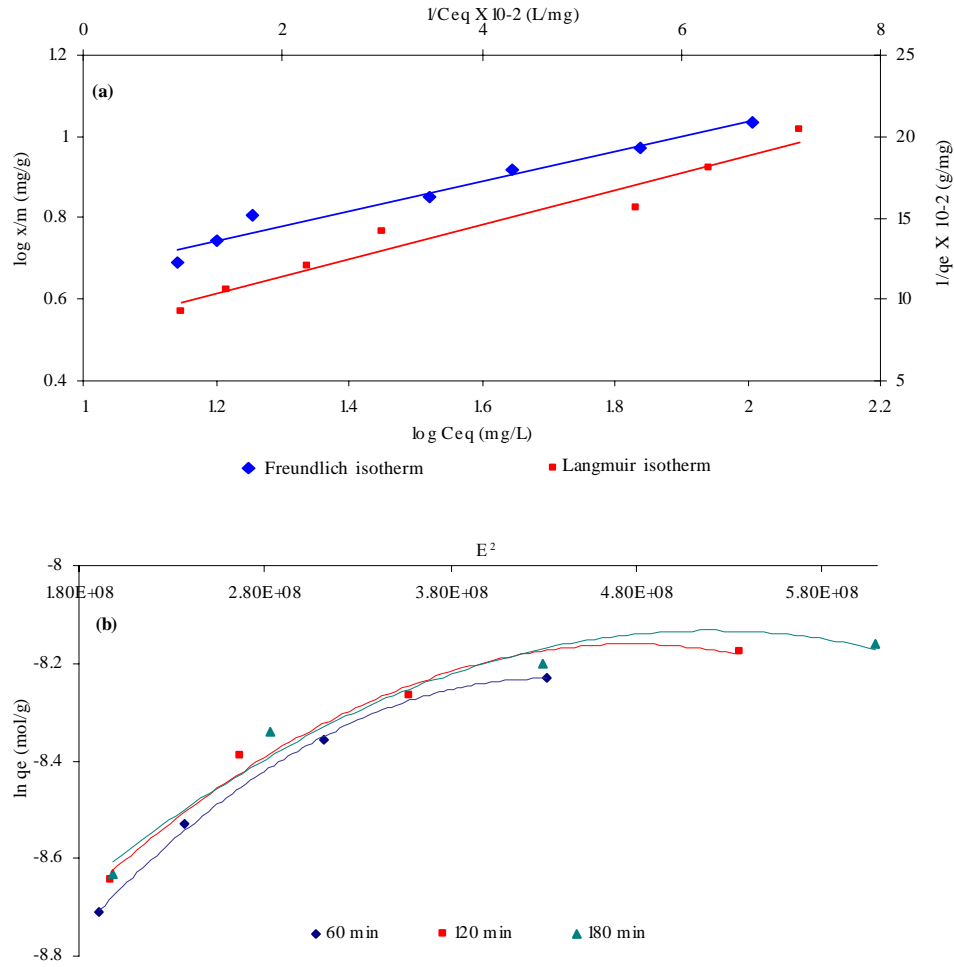 1/Ceq X 10-2 (L/mg)
0 2 4 6 8
1.2 25
(a)
1 20
0.8 15
0.6 10
0.4 5
log x/m (mg/g)
1/qe X 10-2 (g/mg)
1 1.2 1.4 1.6 1.8 2 2.2
log Ceq (mg/L)
Freundlich isotherm Langmuir isotherm
E²
-8
1.80E+08 2.80E+08 3.80E+08 4.80E+08 5.80E+08
(b)
-8.2
-8.4
-8.6
-8.8
ln qe (mol/g)
60 min 120 min 180 min